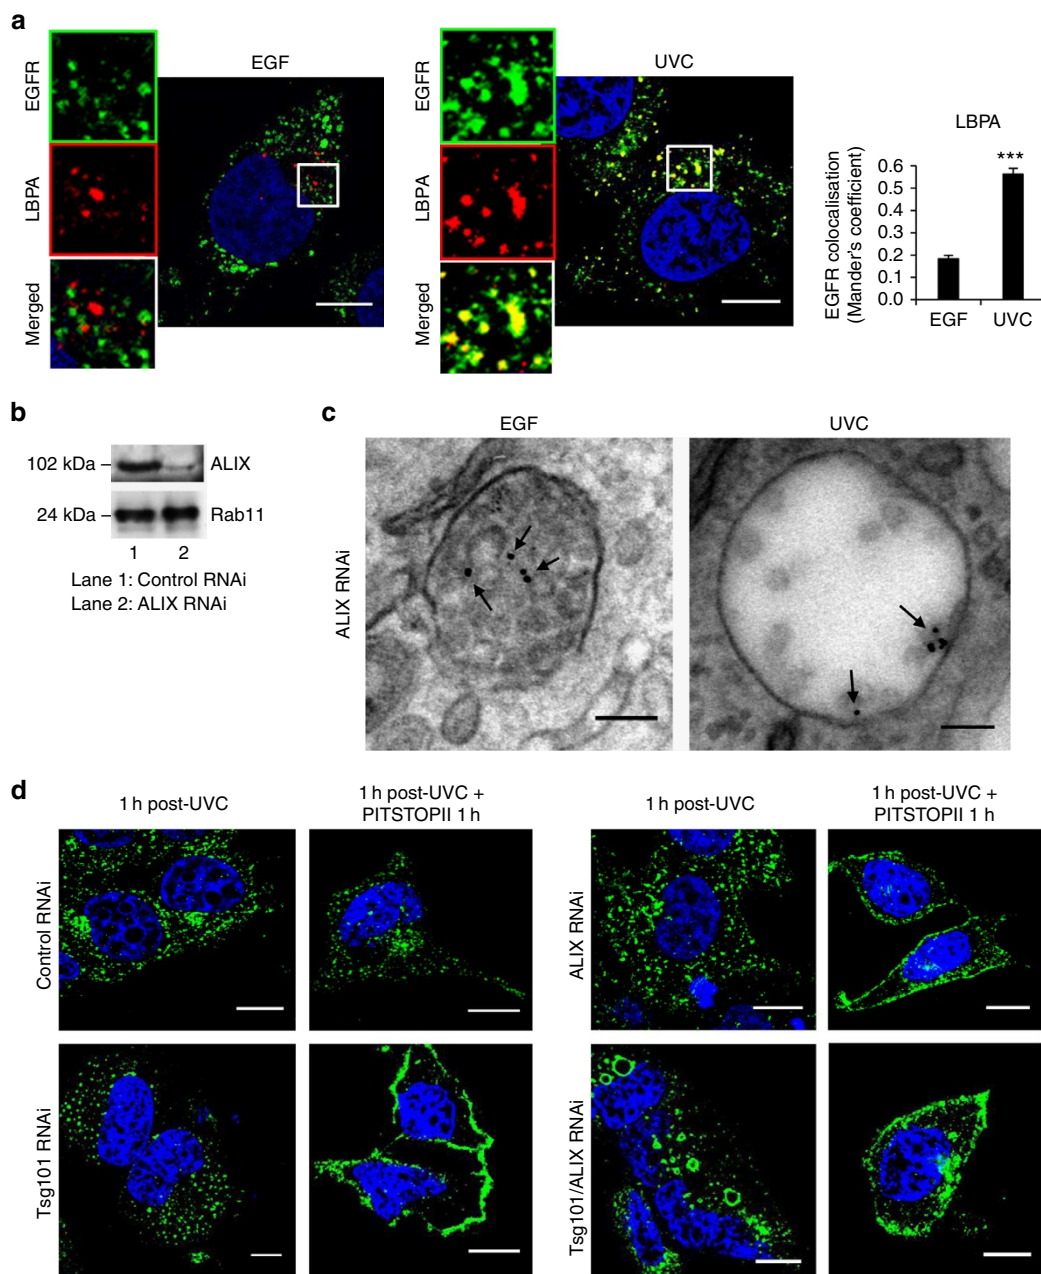 a
EGF
UVC
EGFR
LBPA
Merged
EGFR
LBPA
Merged
LBPA
EGFR colocalisation
(Mander's coefficient)
0.6
0.5
0.4
0.3
0.2
0.1
0.0
***
EGF UVC
b
102 kDa – ALIX
24 kDa – Rab11
1 2
Lane 1: Control RNAi
Lane 2: ALIX RNAi
c
EGF
UVC
ALIX RNAi
d
1 h post-UVC
1 h post-UVC +
PITSTOPII 1 h
1 h post-UVC
1 h post-UVC +
PITSTOPII 1 h
Control RNAi
ALIX RNAi
Tsg101 RNAi
Tsg101/ALIX RNAi